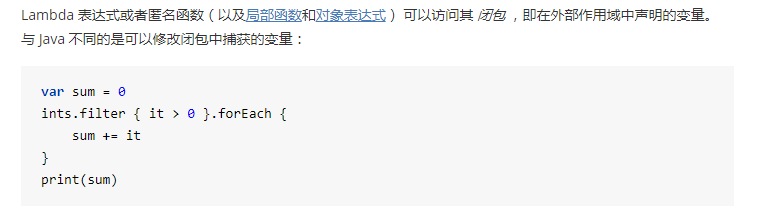 Lambda 表达式或者匿名函数（以及局部函数和对象表达式） 可以访问其 闭包 ，即在外部作用域中声明的变量。
与 Java 不同的是可以修改闭包中捕获的变量：
var sum = 0
ints.filter { it > 0 }.forEach {
    sum += it
}
print(sum)